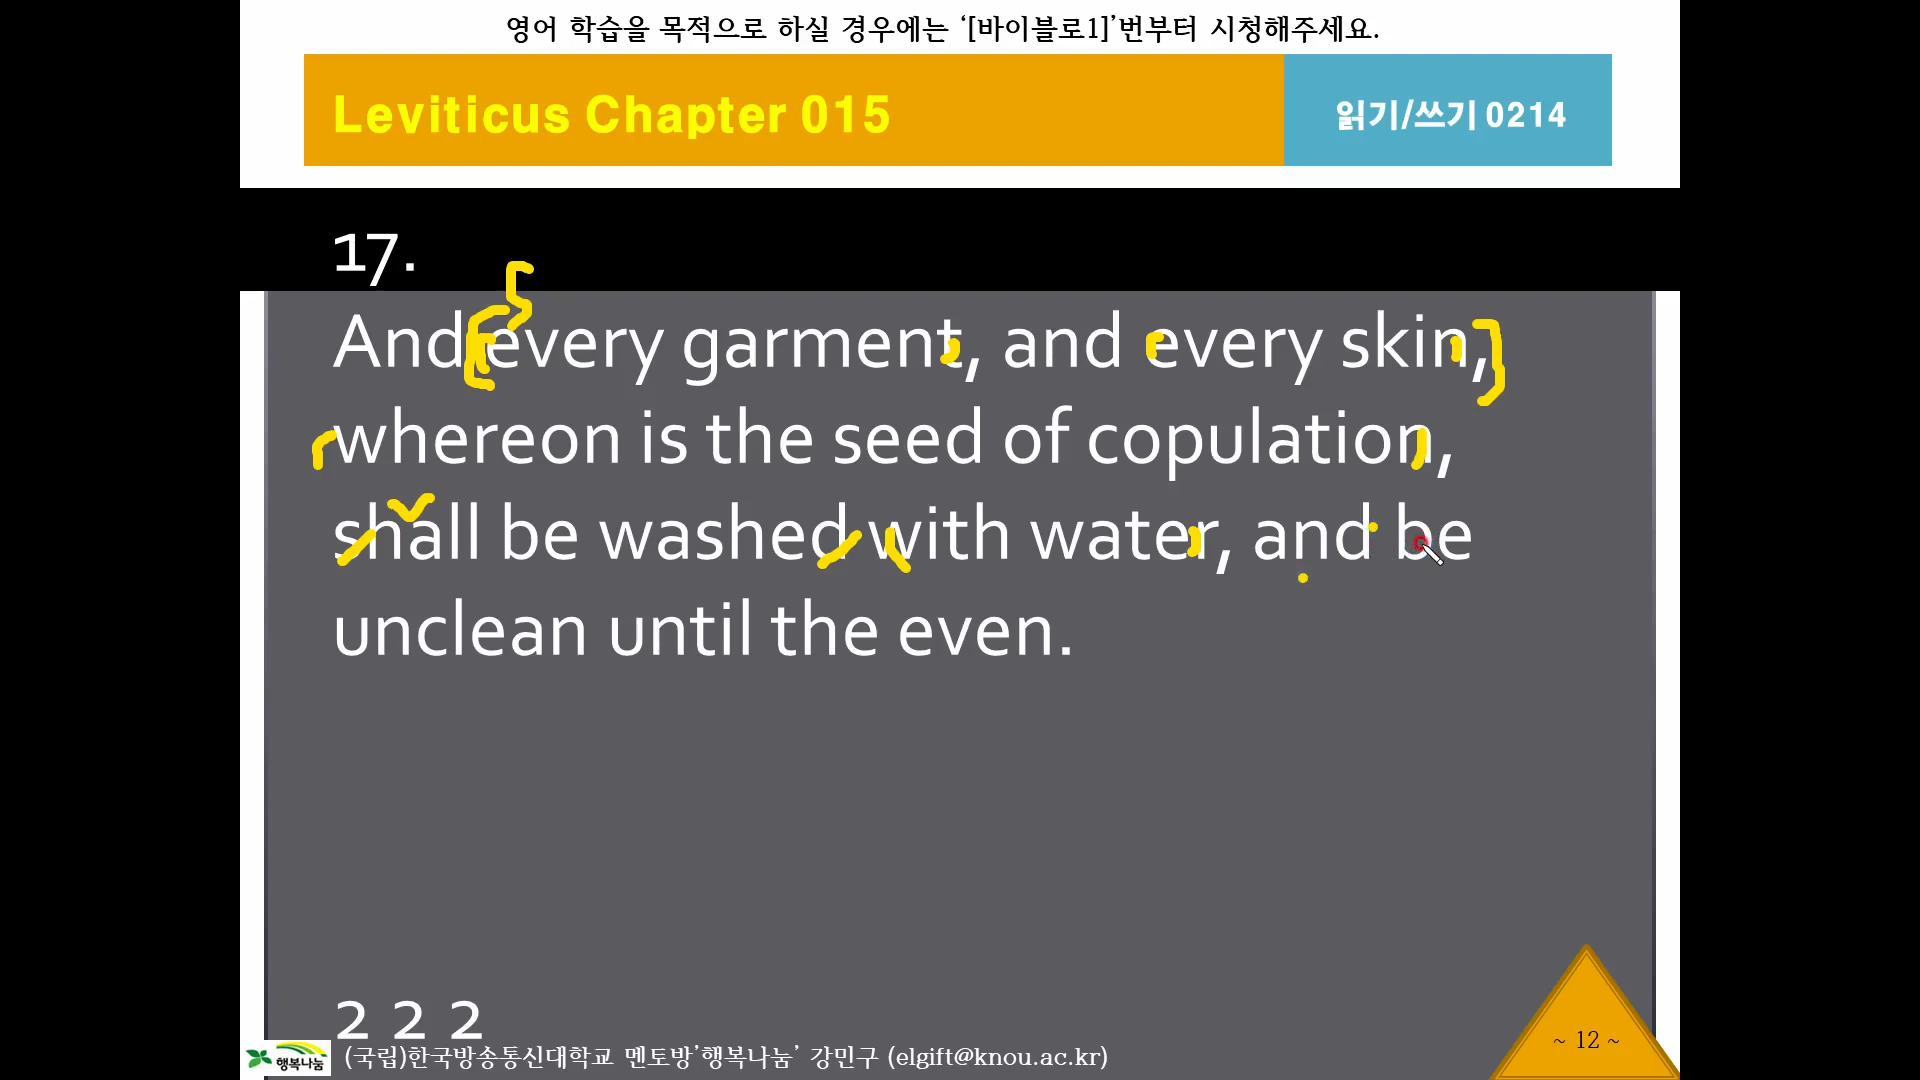 영어 학습을 목적으로 하실 경우에는 ‘[바이블로1]’번부터 시청해주세요.
Leviticus Chapter 015
읽기/쓰기 0214
17.
And every garment, and every skin,
whereon is the seed of copulation,
shall be washed with water, and be
unclean until the even.
2 2 2
행복나눔
(국립)한국방송통신대학교 멘토방’행복나눔’ 강민구 (elgift@knou.ac.kr)
~ 12 ~